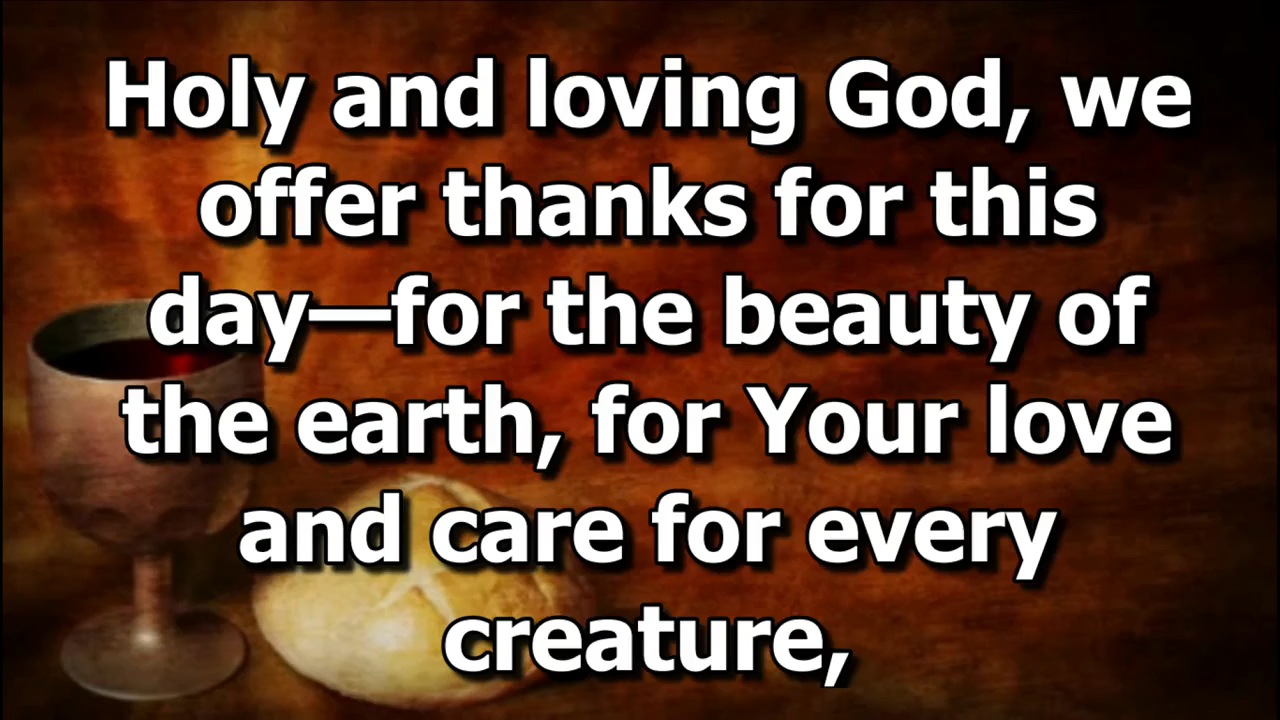 Holy and loving God, we
offer thanks for this
day—for the beauty of
the earth, for Your love
and care for every
creature,